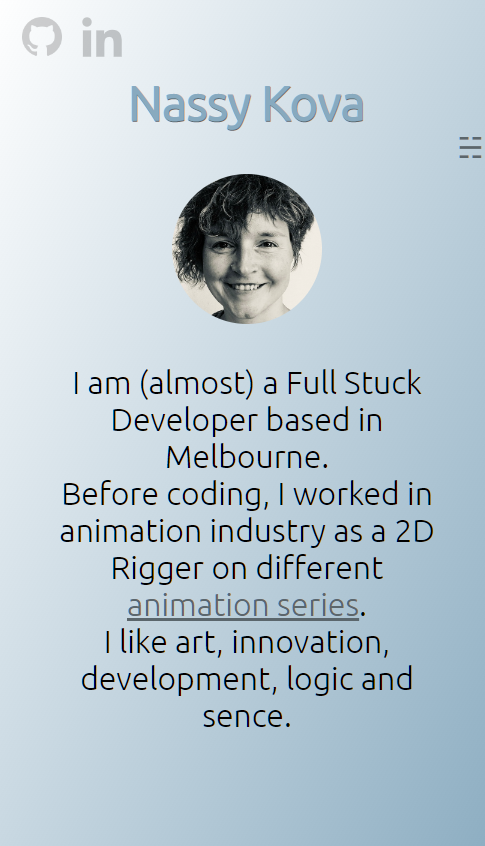 in
Nassy Kova
I am (almost) a Full Stuck
Developer based in
Melbourne.
Before coding, I worked in
animation industry as a 2D
Rigger on different
animation series.
I like art, innovation,
development, logic and
sence.